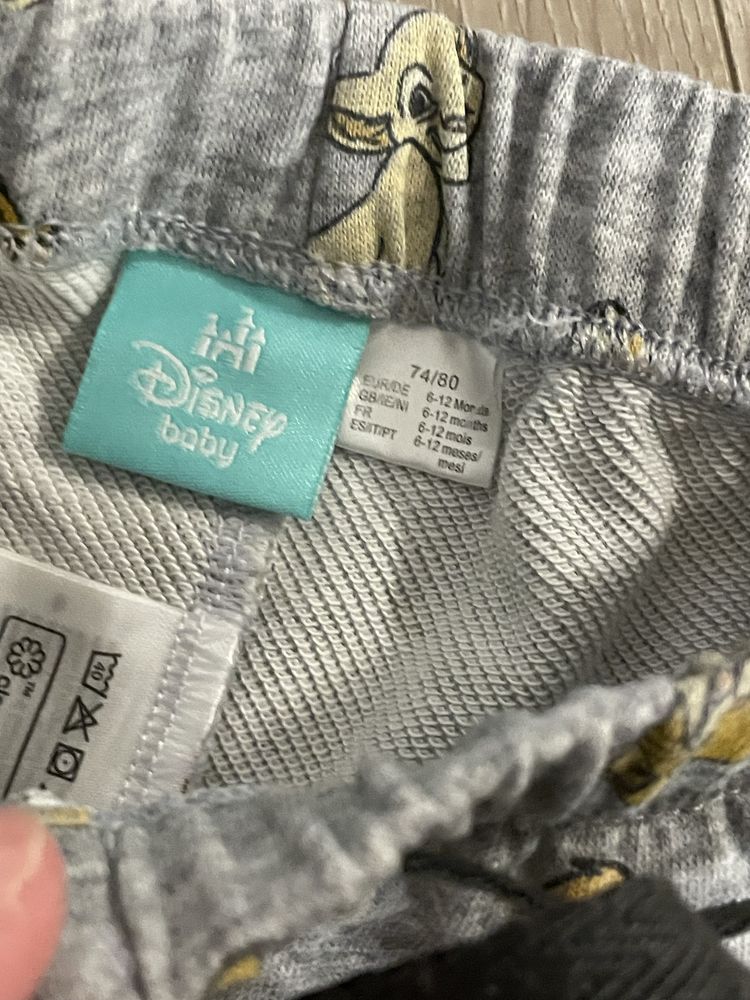 DISNEY
baby
74/80
EUR/DE 6-12 Monate
GB/IE/NI 6-12 months
FR 6-12 mois
ES/IT/PT 6-12 meses/
mesi
40